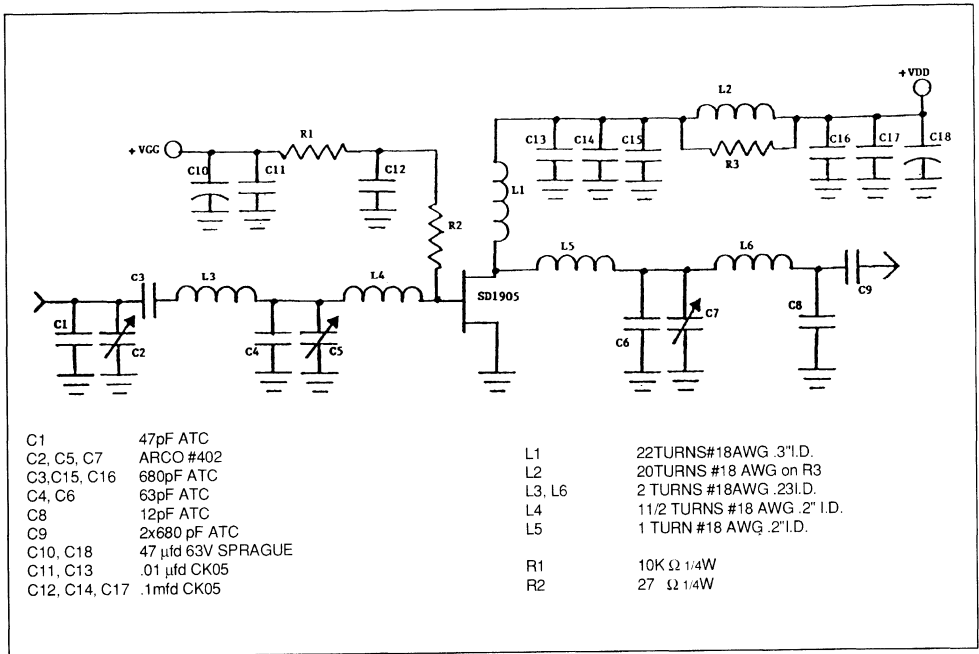 +VDD
L2
+VGG
R1
C10
C11
C12
C13
C14
C15
R3
C16
C17
C18
L1
R2
C3
L3
L4
SD1905
L5
L6
C9
C1
C2
C4
C5
C6
C7
C8
C1 47pF ATC
C2, C5, C7 ARCO #402
C3,C15, C16 680pF ATC
C4, C6 63pF ATC
C8 12pF ATC
C9 2x680 pF ATC
C10, C18 47 µfd 63V SPRAGUE
C11, C13 .01 µfd CK05
C12, C14, C17 .1mfd CK05
L1 22TURNS#18AWG .3"I.D.
L2 20TURNS #18 AWG on R3
L3, L6 2 TURNS #18AWG .23I.D.
L4 11/2 TURNS #18 AWG .2" I.D.
L5 1 TURN #18 AWG .2"I.D.
R1 10K Ω 1/4W
R2 27 Ω 1/4W